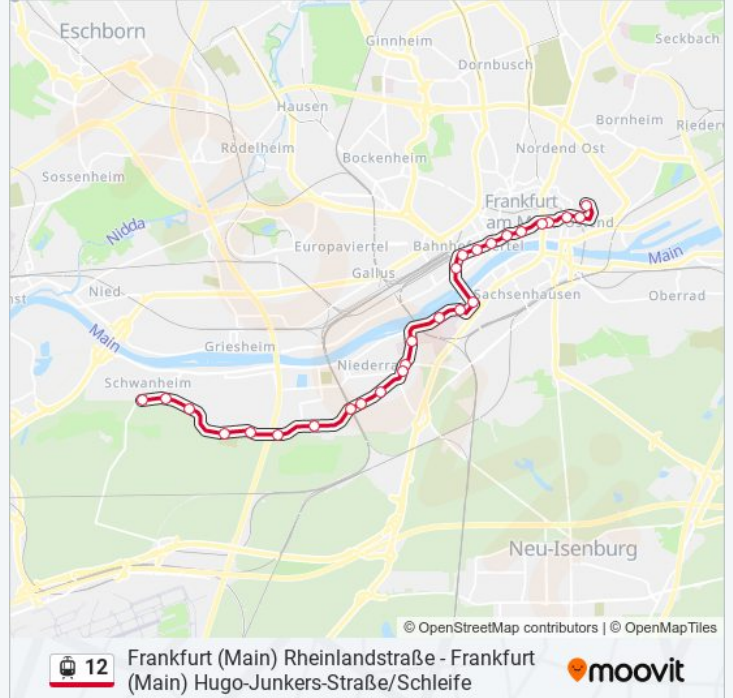 Eschborn
Ginnheim
Seckbach
Dornbusch
Hausen
Bornheim
Rödelheim
Nordend Ost
Bockenheim
Sossenheim
Frankfurt
Nidda
Europaviertel
Main
Gallus
Sachsenhausen
Nied
Oberrad
Main
Griesheim
Schwanheim
Neu-Isenburg
© OpenStreetMap contributors | © OpenMapTiles
12
Frankfurt (Main) Rheinlandstraße - Frankfurt
(Main) Hugo-Junkers-Straße/Schleife
moovit